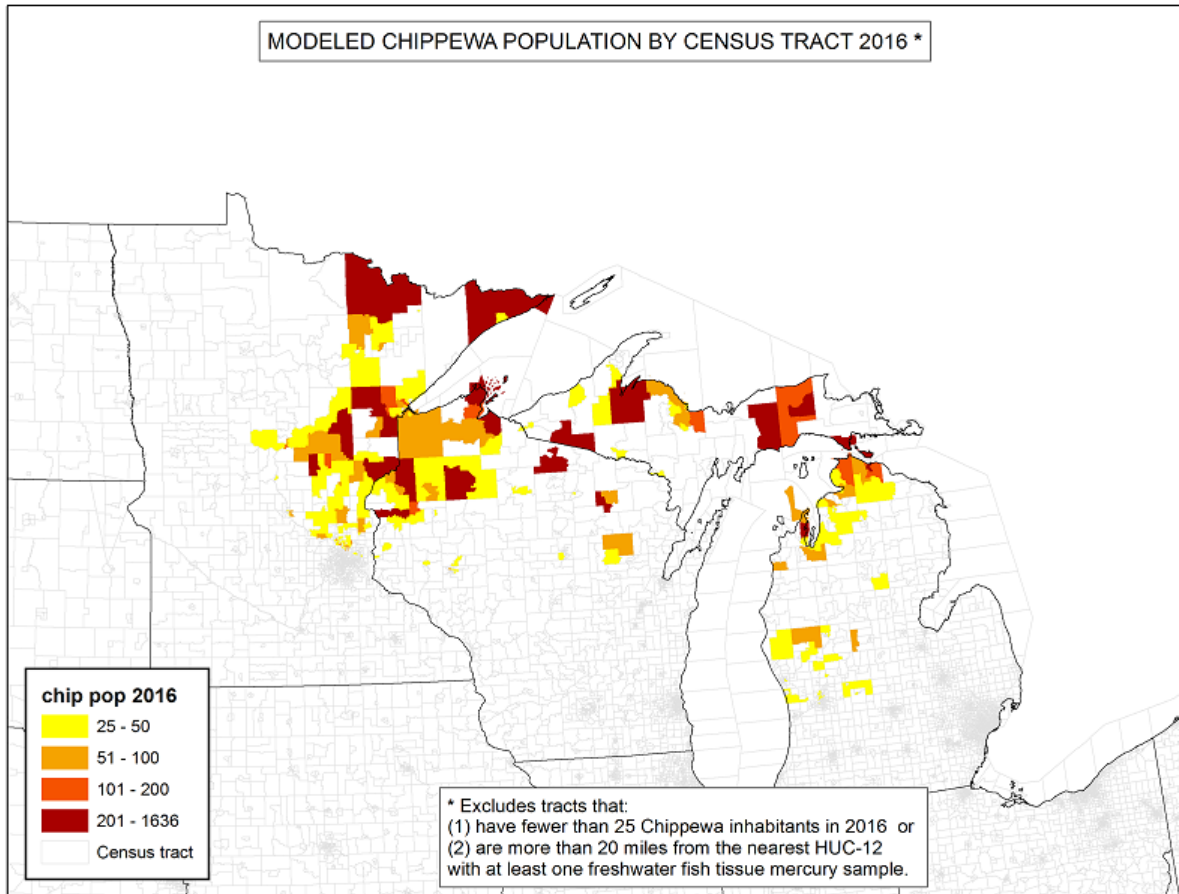 MODELED CHIPPEWA POPULATION BY CENSUS TRACT 2016 *
chip pop 2016
25 - 50
51 - 100
101 - 200
201 - 1636
Census tract
* Excludes tracts that:
(1) have fewer than 25 Chippewa inhabitants in 2016 or
(2) are more than 20 miles from the nearest HUC-12
with at least one freshwater fish tissue mercury sample.